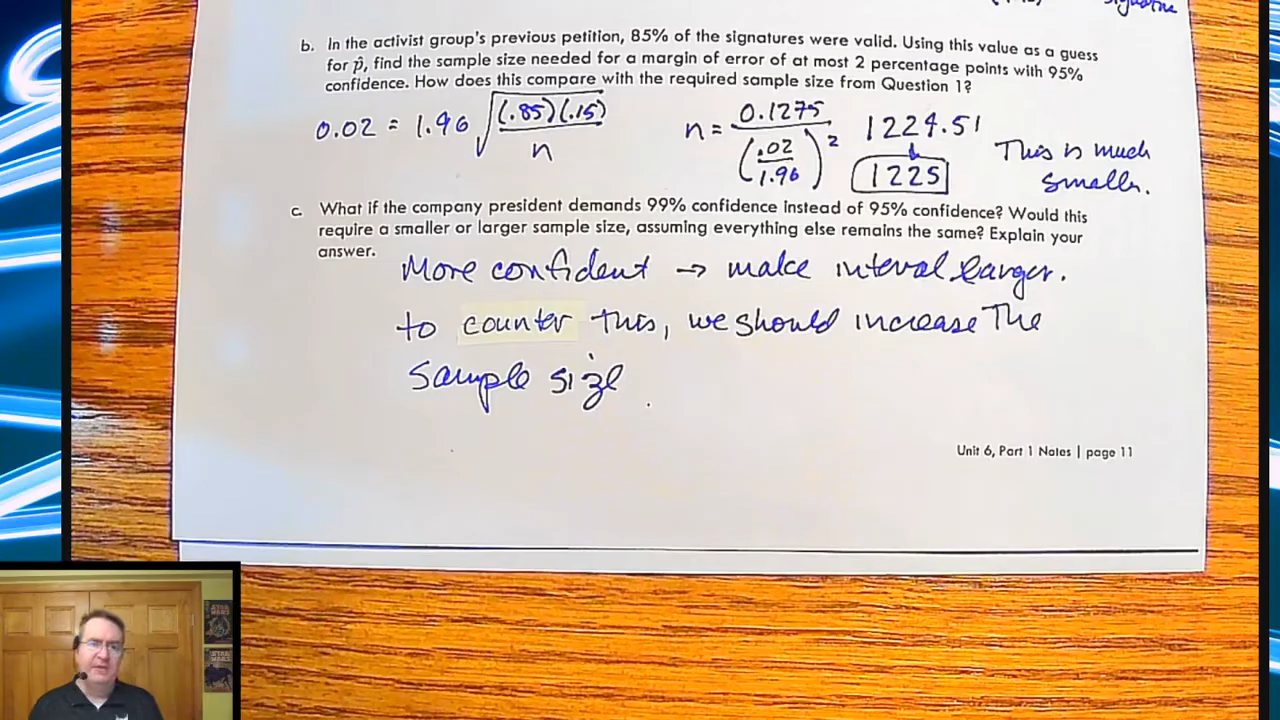 signature
b. In the activist group's previous petition, 85% of the signatures were valid. Using this value as a guess
for p̂, find the sample size needed for a margin of error of at most 2 percentage points with 95%
confidence. How does this compare with the required sample size from Question 1?
0.02 = 1.96 √((.85)(.15)/n) n = 0.1275/(.02/1.96)² 1224.51 ↓ 1225
This is much
smaller.
c. What if the company president demands 99% confidence instead of 95% confidence? Would this
require a smaller or larger sample size, assuming everything else remains the same? Explain your
answer.
More confident → make interval larger.
to counter this, we should increase the
sample size
Unit 6, Part 1 Notes | page 11
STAR WARS
STAR WARS